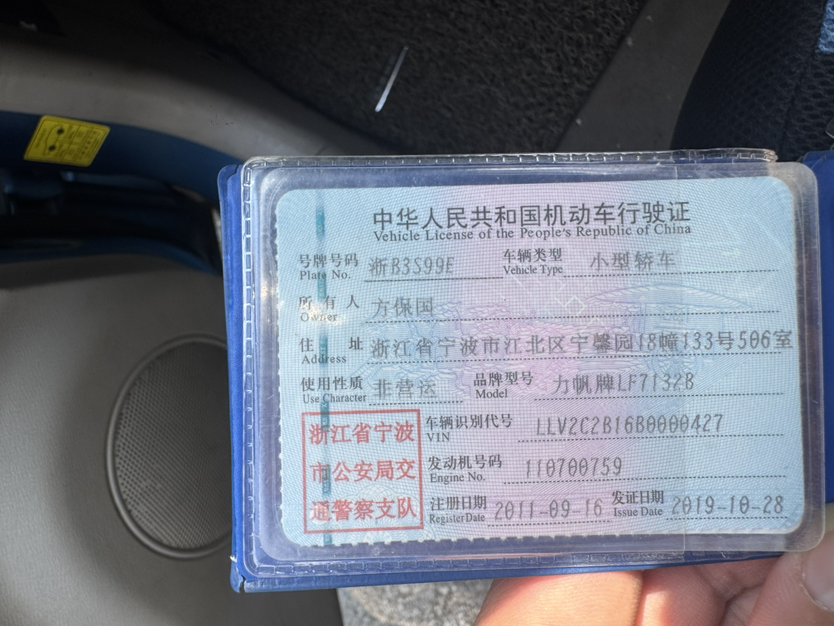 中华人民共和国机动车行驶证
Vehicle License of the People's Republic of China
号牌号码 浙B3S99E 车辆类型 小型轿车
Plate No. Vehicle Type
所有人 方保国
Owner
住址 浙江省宁波市江北区宁馨园18幢133号506室
Address
使用性质 非营运 品牌型号 力帆牌LF7132B
Use Character Model
浙江省宁波
市公安局交
通警察支队
车辆识别代号 LLV2C2B16B0000427
VIN
发动机号码 110700759
Engine No.
注册日期 2011-09-16 发证日期 2019-10-28
Register Date Issue Date